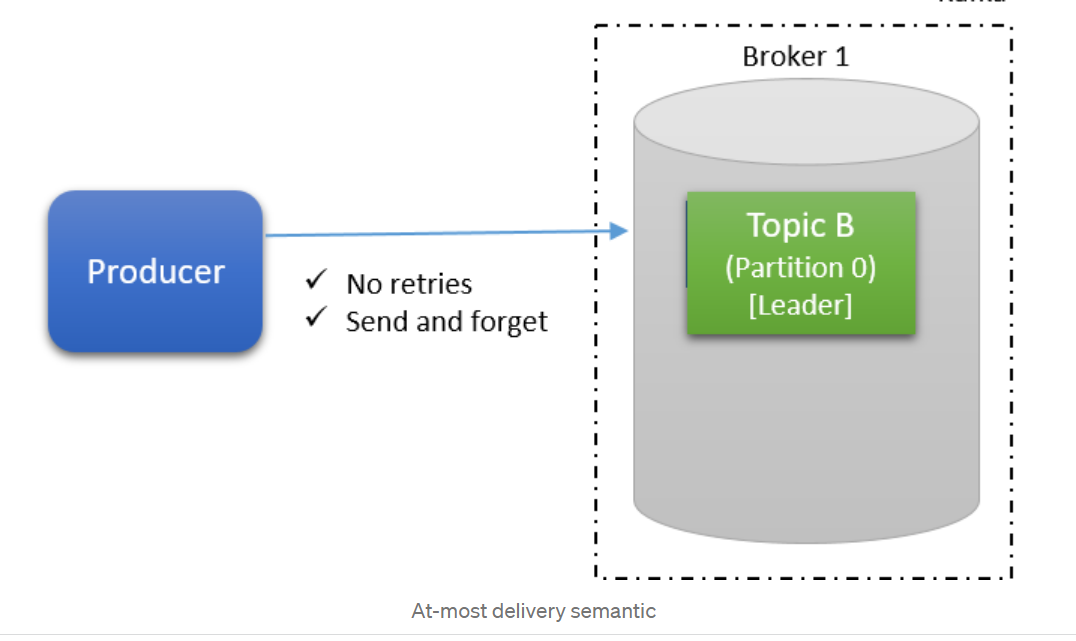 Broker 1
Producer
Topic B
(Partition 0)
[Leader]
✓ No retries
✓ Send and forget
At-most delivery semantic